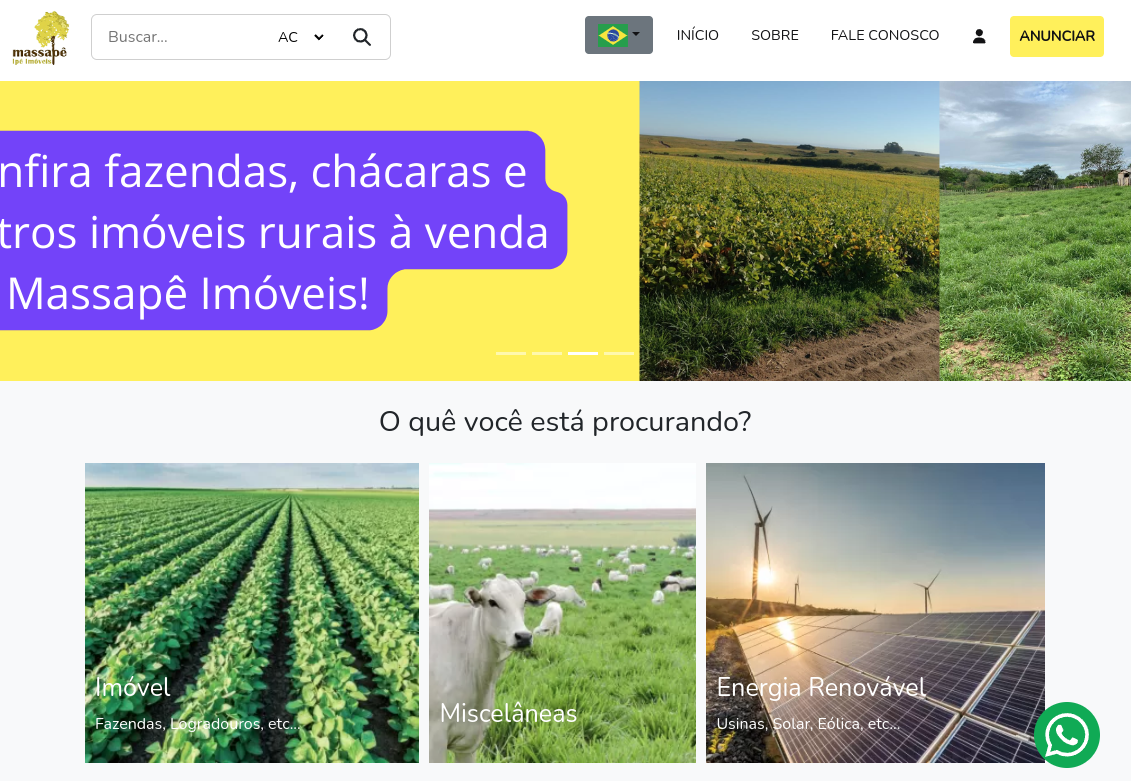 massapê
Ipê Imóveis
Buscar...
AC
INÍCIO
SOBRE
FALE CONOSCO
ANUNCIAR
nfira fazendas, chácaras e
tros imóveis rurais à venda
Massapê Imóveis!
O quê você está procurando?
Imóvel
Fazendas, Logradouros, etc...
Miscelâneas
Energia Renovável
Usinas, Solar, Eólica, etc...